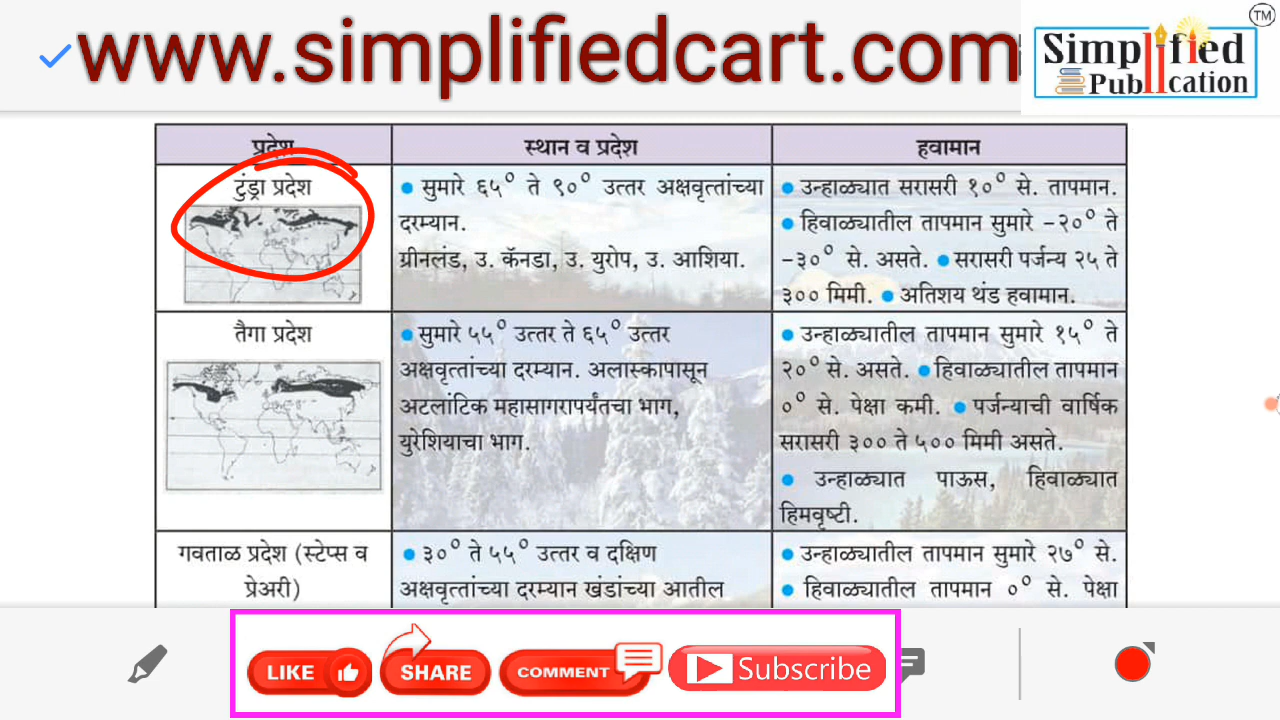 www.simplifiedcart.com
TM
Simplified
Publication
प्रदेश
स्थान व प्रदेश
हवामान
टुंड्रा प्रदेश
● सुमारे ६५° ते ९०° उत्तर अक्षवृत्तांच्या
दरम्यान.
ग्रीनलंड, उ. कॅनडा, उ. युरोप, उ. आशिया.
● उन्हाळ्यात सरासरी १०° से. तापमान.
● हिवाळ्यातील तापमान सुमारे -२०° ते
-३०° से. असते. ● सरासरी पर्जन्य २५ ते
३०० मिमी. ● अतिशय थंड हवामान.
तैगा प्रदेश
● सुमारे ५५° उत्तर ते ६५° उत्तर
अक्षवृत्तांच्या दरम्यान. अलास्कापासून
अटलांटिक महासागरापर्यंतचा भाग,
युरेशियाचा भाग.
● उन्हाळ्यातील तापमान सुमारे १५° ते
२०° से. असते. ● हिवाळ्यातील तापमान
०° से. पेक्षा कमी. ● पर्जन्याची वार्षिक
सरासरी ३०० ते ५०० मिमी असते.
● उन्हाळ्यात पाऊस, हिवाळ्यात
हिमवृष्टी.
गवताळ प्रदेश (स्टेप्स व
प्रेअरी)
● ३०° ते ५५° उत्तर व दक्षिण
अक्षवृत्तांच्या दरम्यान खंडांच्या आतील
● उन्हाळ्यातील तापमान सुमारे २७° से.
● हिवाळ्यातील तापमान ०° से. पेक्षा
LIKE
SHARE
COMMENT
Subscribe